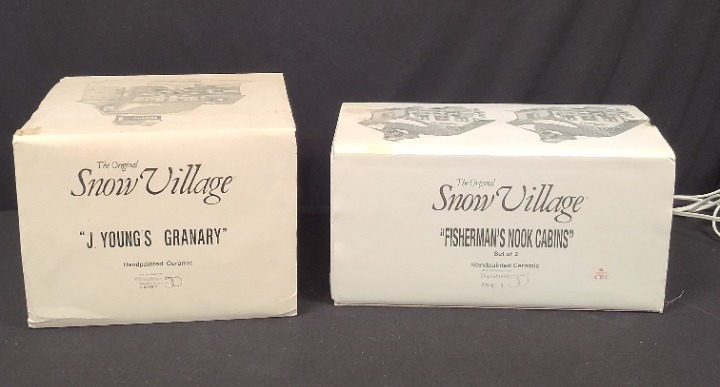 The Original
Snow Village
"J. YOUNG'S GRANARY"
Handpainted Ceramic
The Original
Snow Village
"FISHERMAN'S NOOK CABINS"
Set of 2
Handpainted Ceramic